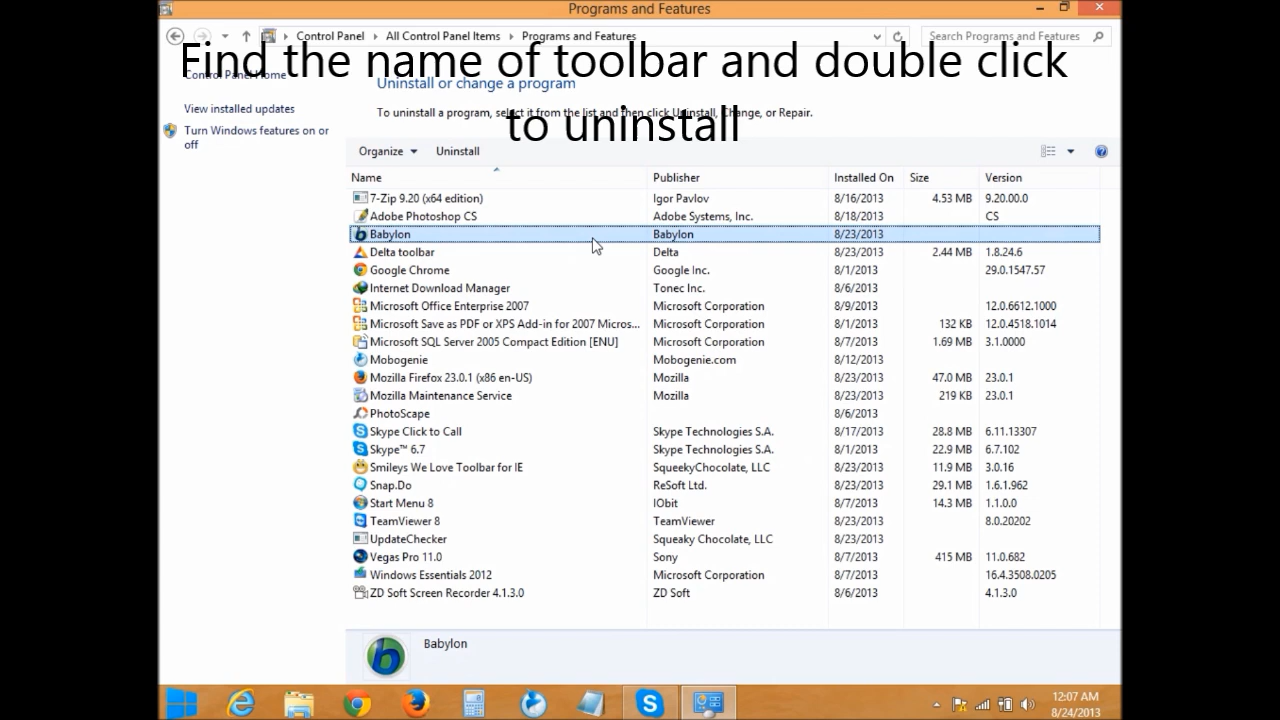 Programs and Features
Control Panel All Control Panel Items Programs and Features Search Programs and Features
Find the name of toolbar and double click
to uninstall
Control Panel Home
View installed updates
Turn Windows features on or
off
Uninstall or change a program
To uninstall a program, select it from the list and then click Uninstall, Change, or Repair.
Organize Uninstall
Name Publisher Installed On Size Version
7-Zip 9.20 (x64 edition) Igor Pavlov 8/16/2013 4.53 MB 9.20.00.0
Adobe Photoshop CS Adobe Systems, Inc. 8/18/2013 CS
Babylon Babylon 8/23/2013
Delta toolbar Delta 8/23/2013 2.44 MB 1.8.24.6
Google Chrome Google Inc. 8/1/2013 29.0.1547.57
Internet Download Manager Tonec Inc. 8/6/2013
Microsoft Office Enterprise 2007 Microsoft Corporation 8/9/2013 12.0.6612.1000
Microsoft Save as PDF or XPS Add-in for 2007 Micros... Microsoft Corporation 8/1/2013 132 KB 12.0.4518.1014
Microsoft SQL Server 2005 Compact Edition [ENU] Microsoft Corporation 8/7/2013 1.69 MB 3.1.0000
Mobogenie Mobogenie.com 8/12/2013
Mozilla Firefox 23.0.1 (x86 en-US) Mozilla 8/23/2013 47.0 MB 23.0.1
Mozilla Maintenance Service Mozilla 8/23/2013 219 KB 23.0.1
PhotoScape 8/6/2013
Skype Click to Call Skype Technologies S.A. 8/17/2013 28.8 MB 6.11.13307
Skype™ 6.7 Skype Technologies S.A. 8/1/2013 22.9 MB 6.7.102
Smileys We Love Toolbar for IE SqueekyChocolate, LLC 8/23/2013 11.9 MB 3.0.16
Snap.Do ReSoft Ltd. 8/23/2013 29.1 MB 1.6.1.962
Start Menu 8 IObit 8/7/2013 14.3 MB 1.1.0.0
TeamViewer 8 TeamViewer 8/23/2013 8.0.20202
UpdateChecker Squeaky Chocolate, LLC 8/23/2013
Vegas Pro 11.0 Sony 8/7/2013 415 MB 11.0.682
Windows Essentials 2012 Microsoft Corporation 8/7/2013 16.4.3508.0205
ZD Soft Screen Recorder 4.1.3.0 ZD Soft 8/6/2013 4.1.3.0
Babylon
12:07 AM
8/24/2013